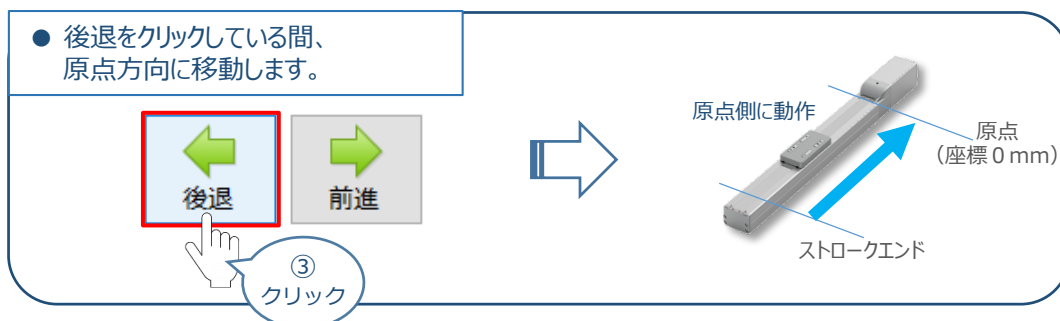 ● 後退をクリックしている間、
原点方向に移動します。
後退
前進
③
クリック
原点側に動作
原点
（座標０mm）
ストロークエンド